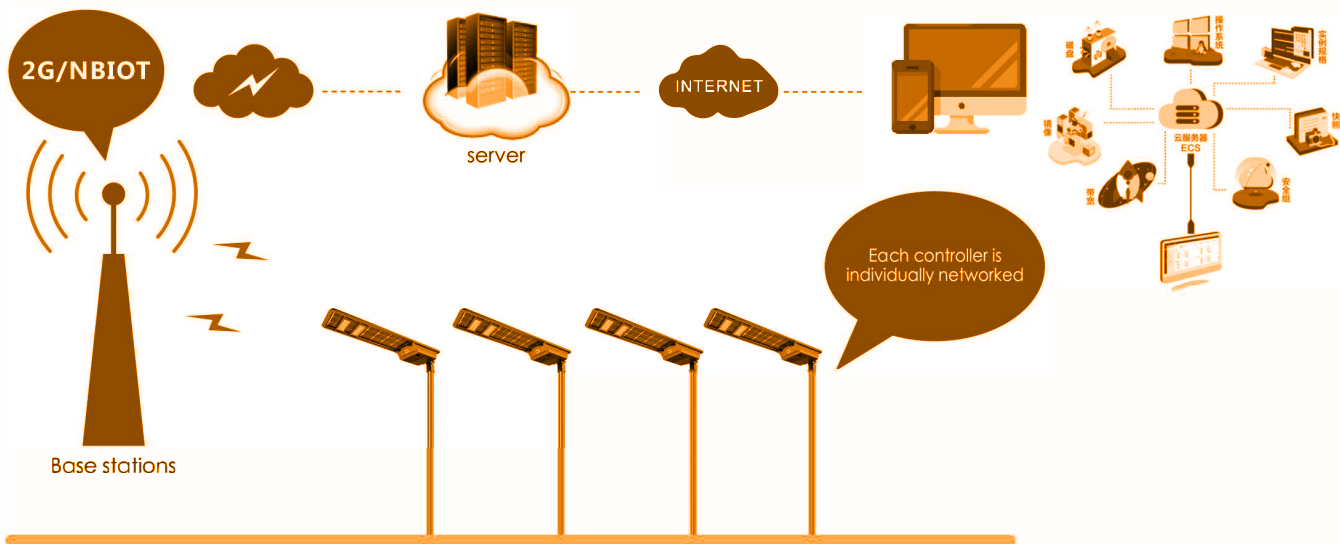 2G/NBIOT
server
INTERNET
磁盘
操作系统
实例规格
镜像
云服务器
ECS
快照
带宽
安全组
Each controller is
individually networked
Base stations